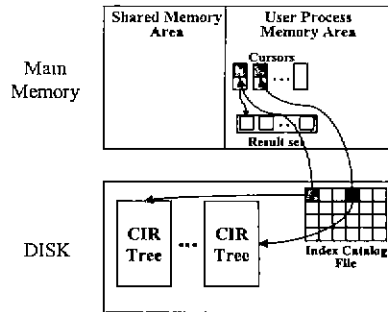 Shared Memory Area
User Process Memory Area
Main Memory
Cursors
...
Result set
DISK
CIR Tree
...
CIR Tree
Index Catalog File